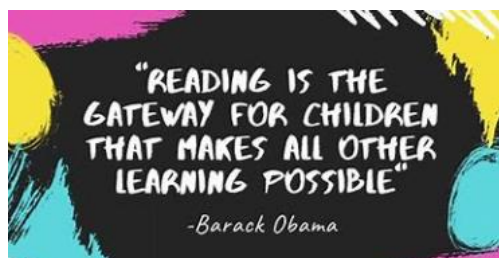 “READING IS THE
GATEWAY FOR CHILDREN
THAT MAKES ALL OTHER
LEARNING POSSIBLE“
-Barack Obama